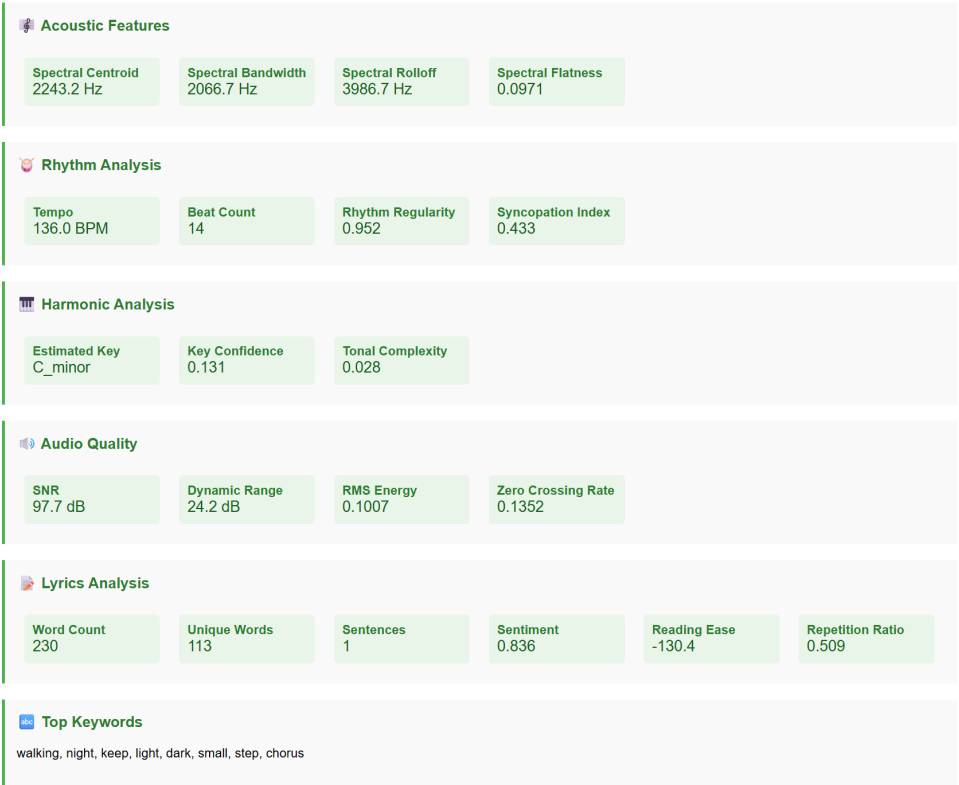 Acoustic Features
Spectral Centroid
2243.2 Hz
Spectral Bandwidth
2066.7 Hz
Spectral Rolloff
3986.7 Hz
Spectral Flatness
0.0971
Rhythm Analysis
Tempo
136.0 BPM
Beat Count
14
Rhythm Regularity
0.952
Syncopation Index
0.433
Harmonic Analysis
Estimated Key
C_minor
Key Confidence
0.131
Tonal Complexity
0.028
Audio Quality
SNR
97.7 dB
Dynamic Range
24.2 dB
RMS Energy
0.1007
Zero Crossing Rate
0.1352
Lyrics Analysis
Word Count
230
Unique Words
113
Sentences
1
Sentiment
0.836
Reading Ease
-130.4
Repetition Ratio
0.509
abc Top Keywords
walking, night, keep, light, dark, small, step, chorus